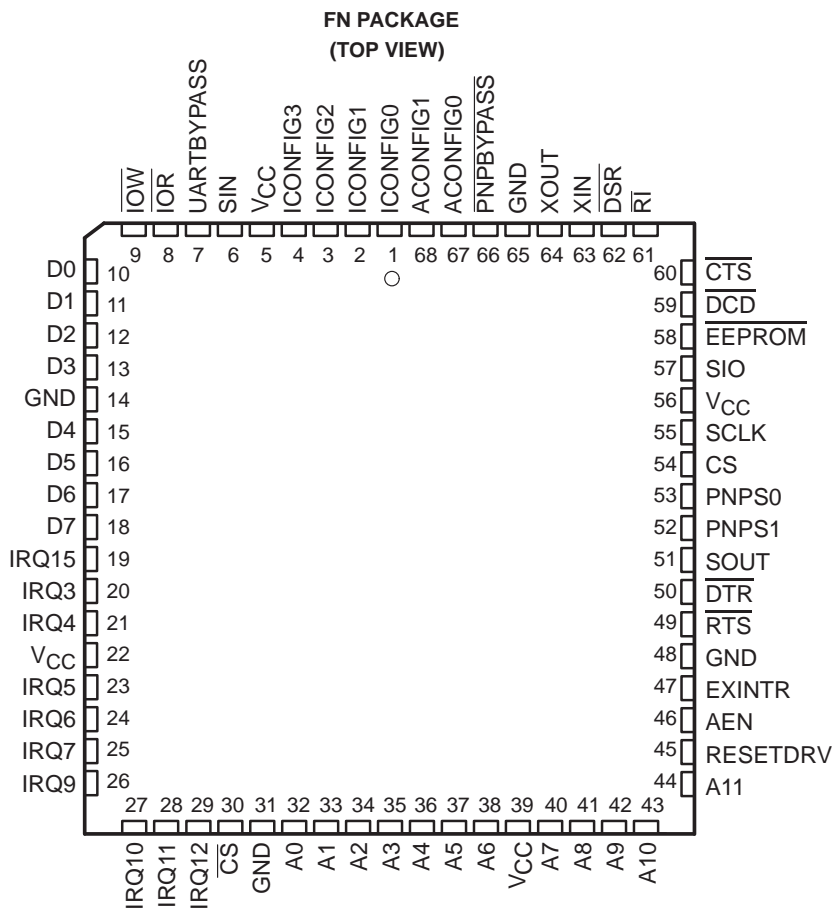 FN PACKAGE
(TOP VIEW)
IOW
IOR
UARTBYPASS
SIN
VCC
ICONFIG3
ICONFIG2
ICONFIG1
ICONFIG0
ACONFIG1
ACONFIG0
PNPBYPASS
GND
XOUT
XIN
DSR
RI
9 8 7 6 5 4 3 2 1 68 67 66 65 64 63 62 61
D0 10
D1 11
D2 12
D3 13
GND 14
D4 15
D5 16
D6 17
D7 18
IRQ15 19
IRQ3 20
IRQ4 21
VCC 22
IRQ5 23
IRQ6 24
IRQ7 25
IRQ9 26
60 CTS
59 DCD
58 EEPROM
57 SIO
56 VCC
55 SCLK
54 CS
53 PNPS0
52 PNPS1
51 SOUT
50 DTR
49 RTS
48 GND
47 EXINTR
46 AEN
45 RESETDRV
44 A11
27 28 29 30 31 32 33 34 35 36 37 38 39 40 41 42 43
IRQ10
IRQ11
IRQ12
CS
GND
A0
A1
A2
A3
A4
A5
A6
VCC
A7
A8
A9
A10